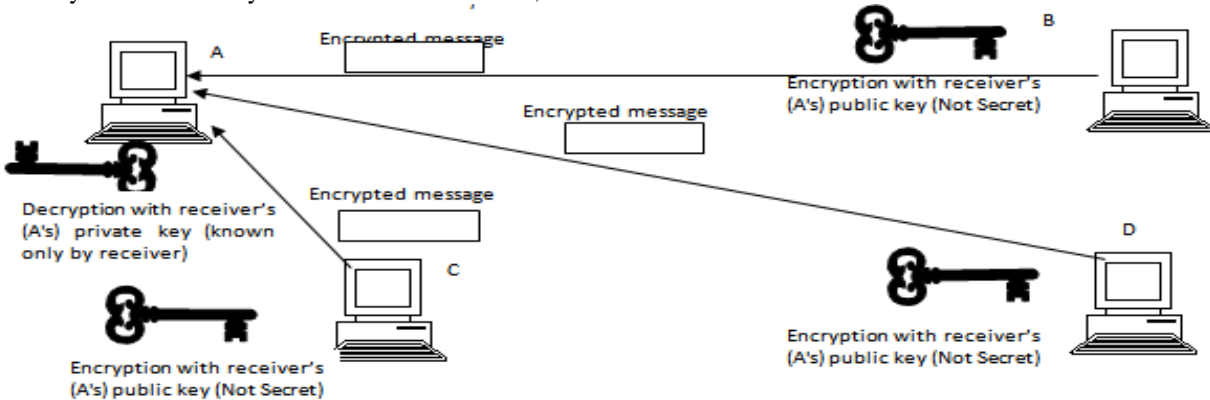 A
Encrypted message
B
Encryption with receiver's
(A's) public key (Not Secret)
Encrypted message
Encrypted message
Decryption with receiver's
(A's) private key (known
only by receiver)
D
C
Encryption with receiver's
(A's) public key (Not Secret)
Encryption with receiver's
(A's) public key (Not Secret)